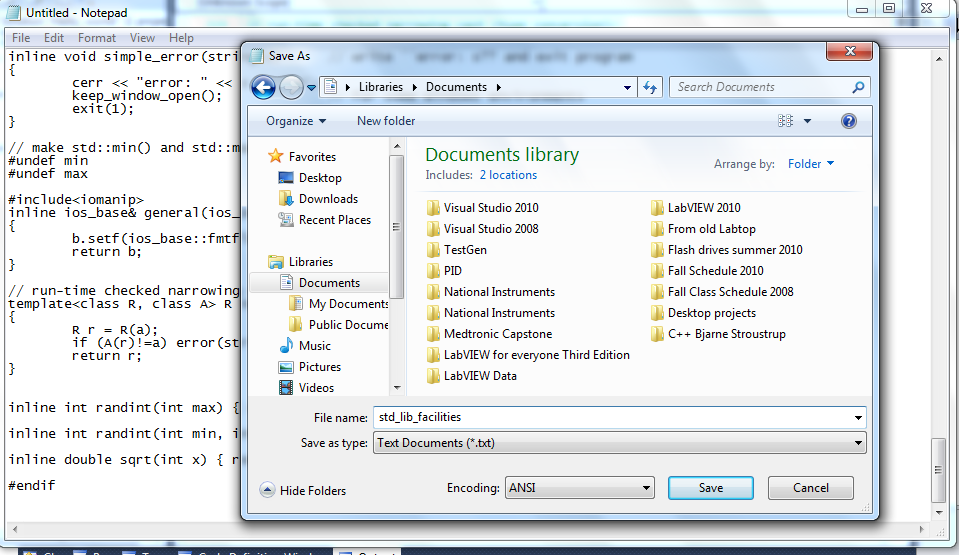 Untitled - Notepad
File Edit Format View Help
inline void simple_error(stri
{
cerr << "error: " <<
keep_window_open();
exit(1);
}
// make std::min() and std::m
#undef min
#undef max
#include<iomanip>
inline ios_base& general(ios_
{
b.setf(ios_base::fmtf
return b;
}
// run-time checked narrowing
template<class R, class A> R
{
R r = R(a);
if (A(r)!=a) error(st
return r;
}
inline int randint(int max) {
inline int randint(int min, i
inline double sqrt(int x) { r
#endif
Save As
Libraries Documents
Search Documents
Organize New folder
Favorites
Desktop
Downloads
Recent Places
Libraries
Documents
My Documents
Public Docume
Music
Pictures
Videos
Documents library
Includes: 2 locations
Arrange by: Folder
Visual Studio 2010
Visual Studio 2008
TestGen
PID
National Instruments
National Instruments
Medtronic Capstone
LabVIEW for everyone Third Edition
LabVIEW Data
LabVIEW 2010
From old Labtop
Flash drives summer 2010
Fall Schedule 2010
Fall Class Schedule 2008
Desktop projects
C++ Bjarne Stroustrup
File name: std_lib_facilities
Save as type: Text Documents (*.txt)
Hide Folders
Encoding: ANSI
Save Cancel